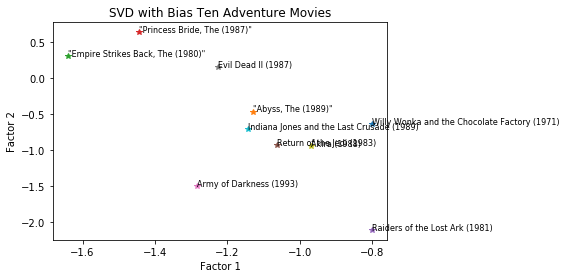 SVD with Bias Ten Adventure Movies
"Princess Bride, The (1987)"
"Empire Strikes Back, The (1980)"
Evil Dead II (1987)
"Abyss, The (1989)"
Willy Wonka and the Chocolate Factory (1971)
Indiana Jones and the Last Crusade (1989)
Return of the Jedi (1983)
Akira (1988)
Army of Darkness (1993)
Raiders of the Lost Ark (1981)
0.5
0.0
−0.5
−1.0
−1.5
−2.0
Factor 2
−1.6 −1.4 −1.2 −1.0 −0.8
Factor 1